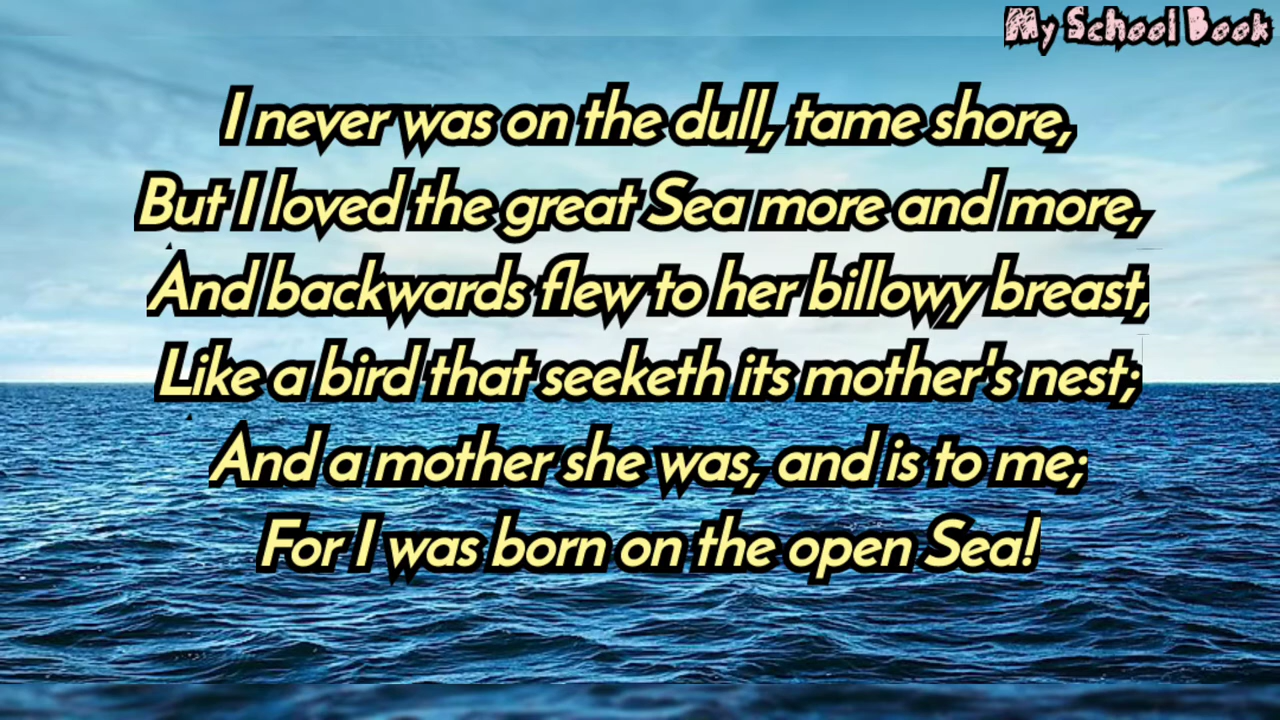 My School Book
I never was on the dull, tame shore,
But I loved the great Sea more and more,
And backwards flew to her billowy breast,
Like a bird that seeketh its mother's nest;
And a mother she was, and is to me;
For I was born on the open Sea!